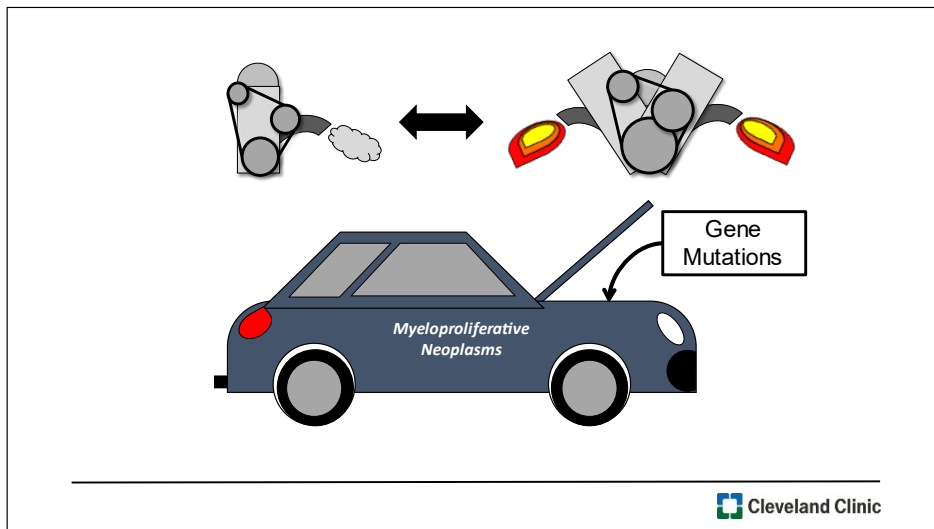 Gene
Mutations
Myeloproliferative
Neoplasms
Cleveland Clinic